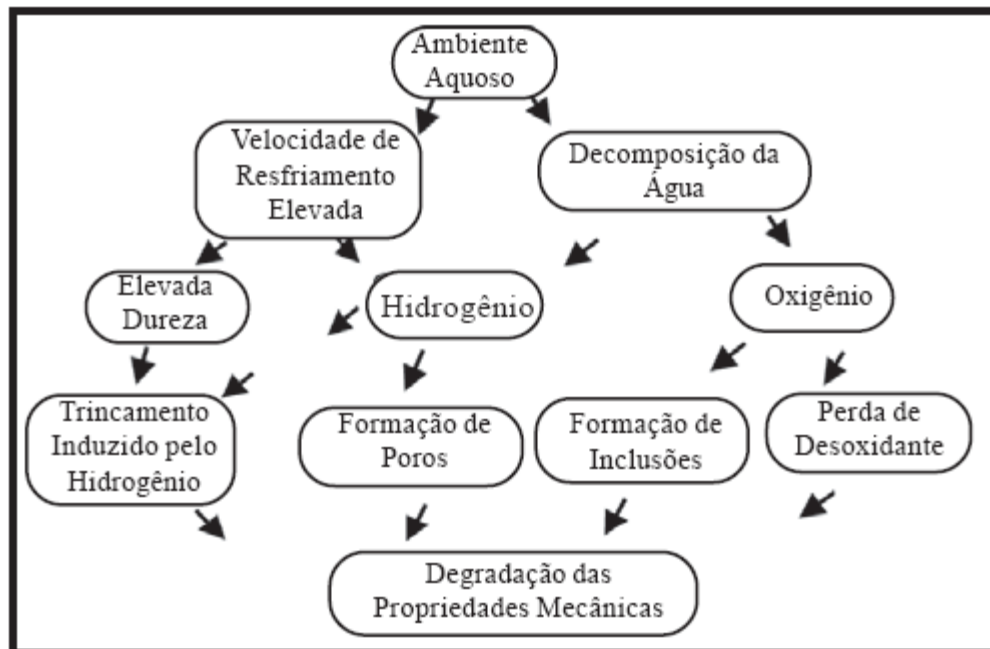 Ambiente
Aquoso
Velocidade de
Resfriamento
Elevada
Decomposição da
Água
Elevada
Dureza
Hidrogênio
Oxigênio
Trincamento
Induzido pelo
Hidrogênio
Formação de
Poros
Formação de
Inclusões
Perda de
Desoxidante
Degradação das
Propriedades Mecânicas